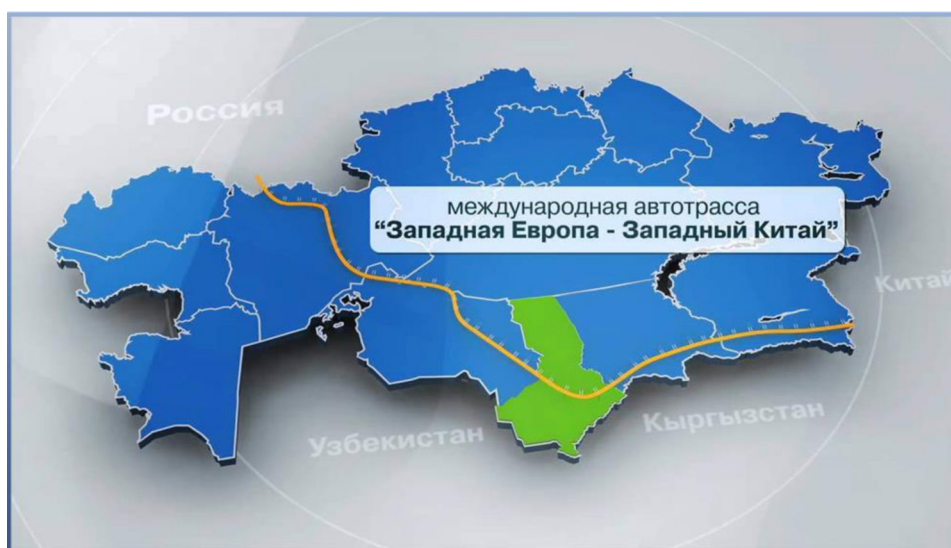 Россия
международная автотрасса
“Западная Европа - Западный Китай”
Китай
Кыргызстан
Узбекистан